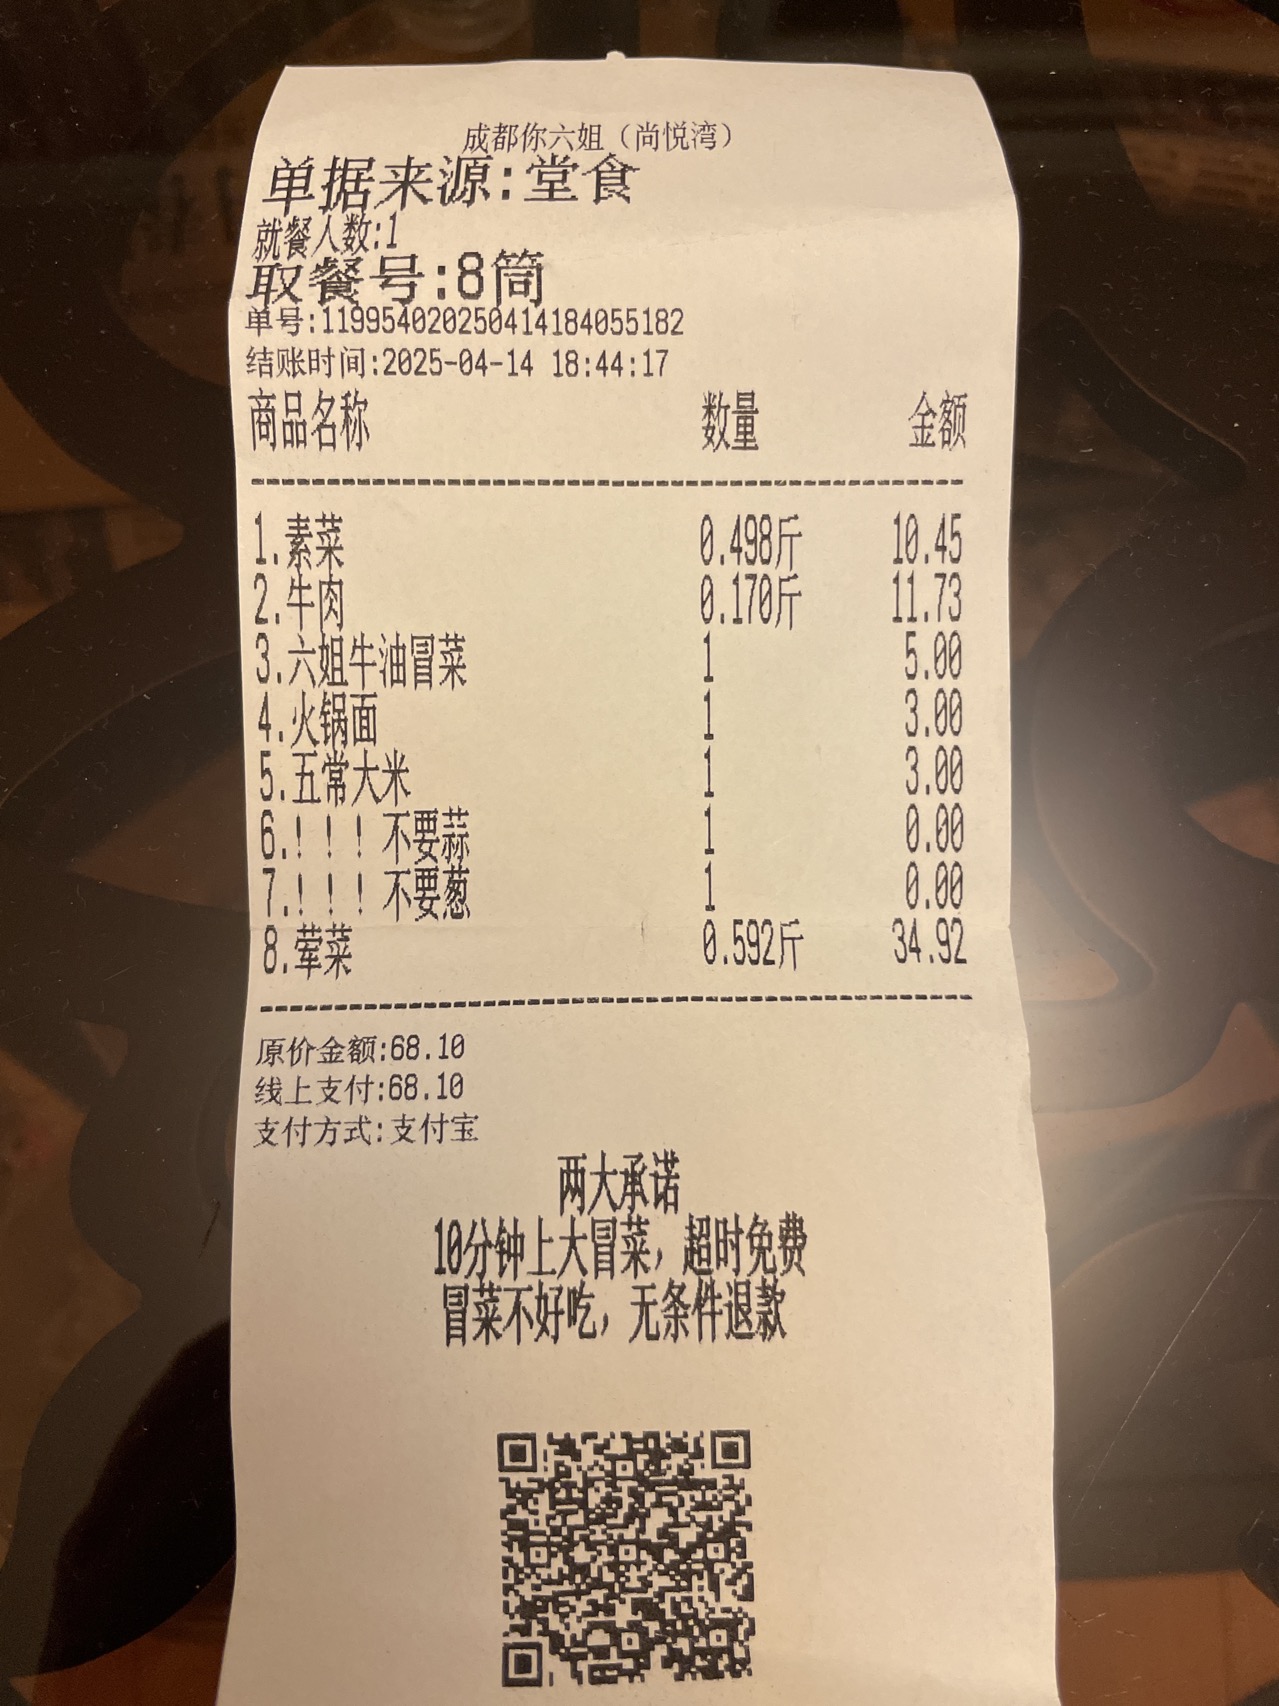 成都你六姐（尚悦湾）
单据来源:堂食
就餐人数:1
取餐号:8筒
单号:119954020250414184055182
结账时间:2025-04-14 18:44:17
商品名称 数量 金额
1.素菜 0.498斤 10.45
2.牛肉 0.170斤 11.73
3.六姐牛油冒菜 1 5.00
4.火锅面 1 3.00
5.五常大米 1 3.00
6.！！！不要蒜 1 0.00
7.！！！不要葱 1 0.00
8.荤菜 0.592斤 34.92
原价金额:68.10
线上支付:68.10
支付方式:支付宝
两大承诺
10分钟上大冒菜，超时免费
冒菜不好吃，无条件退款